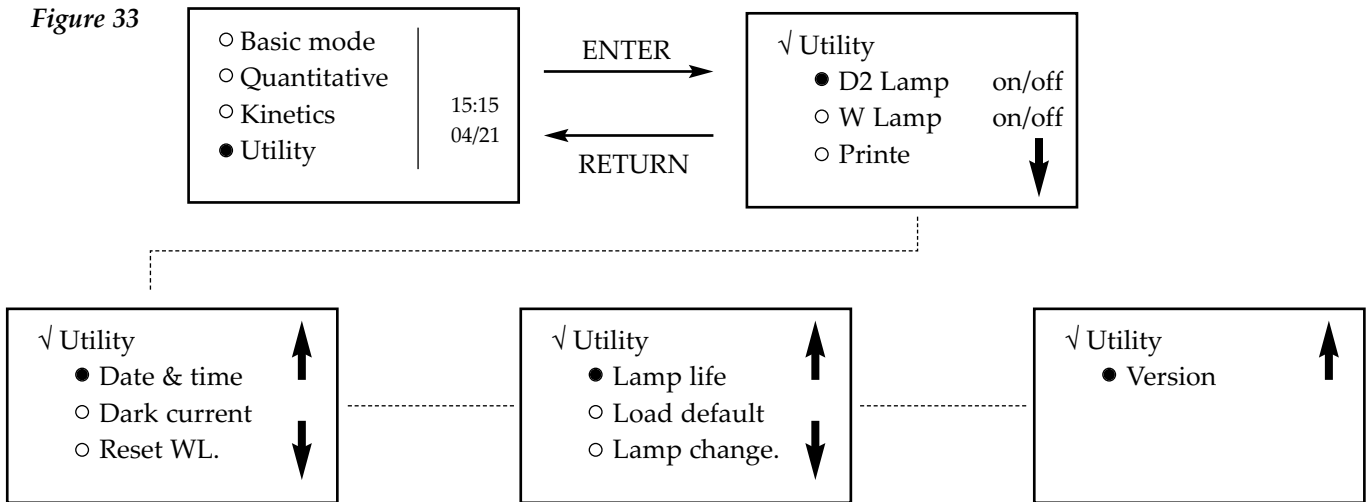 Figure 33
○ Basic mode
○ Quantitative
○ Kinetics
● Utility
15:15
04/21
ENTER
RETURN
√ Utility
● D2 Lamp on/off
○ W Lamp on/off
○ Printe
√ Utility
● Date & time
○ Dark current
○ Reset WL.
√ Utility
● Lamp life
○ Load default
○ Lamp change.
√ Utility
● Version